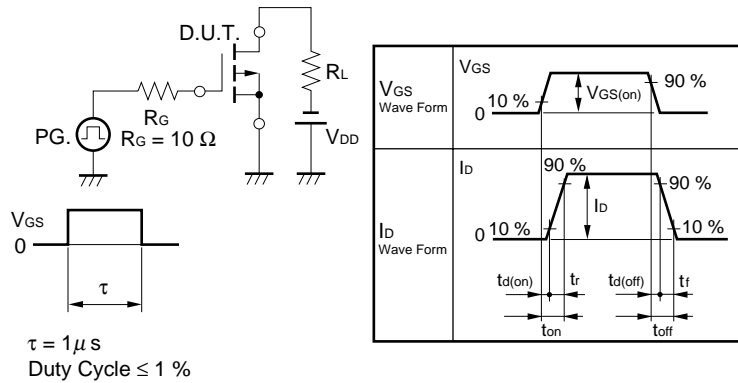 D.U.T.
RL
RG
RG = 10 Ω
PG.
VDD
VGS
0
τ
τ = 1μ s
Duty Cycle ≤ 1 %
VGS
Wave Form
VGS
10 %
0
VGS(on)
90 %
ID
Wave Form
ID
90 %
90 %
ID
0
10 %
10 %
td(on)
tr
td(off)
tf
ton
toff